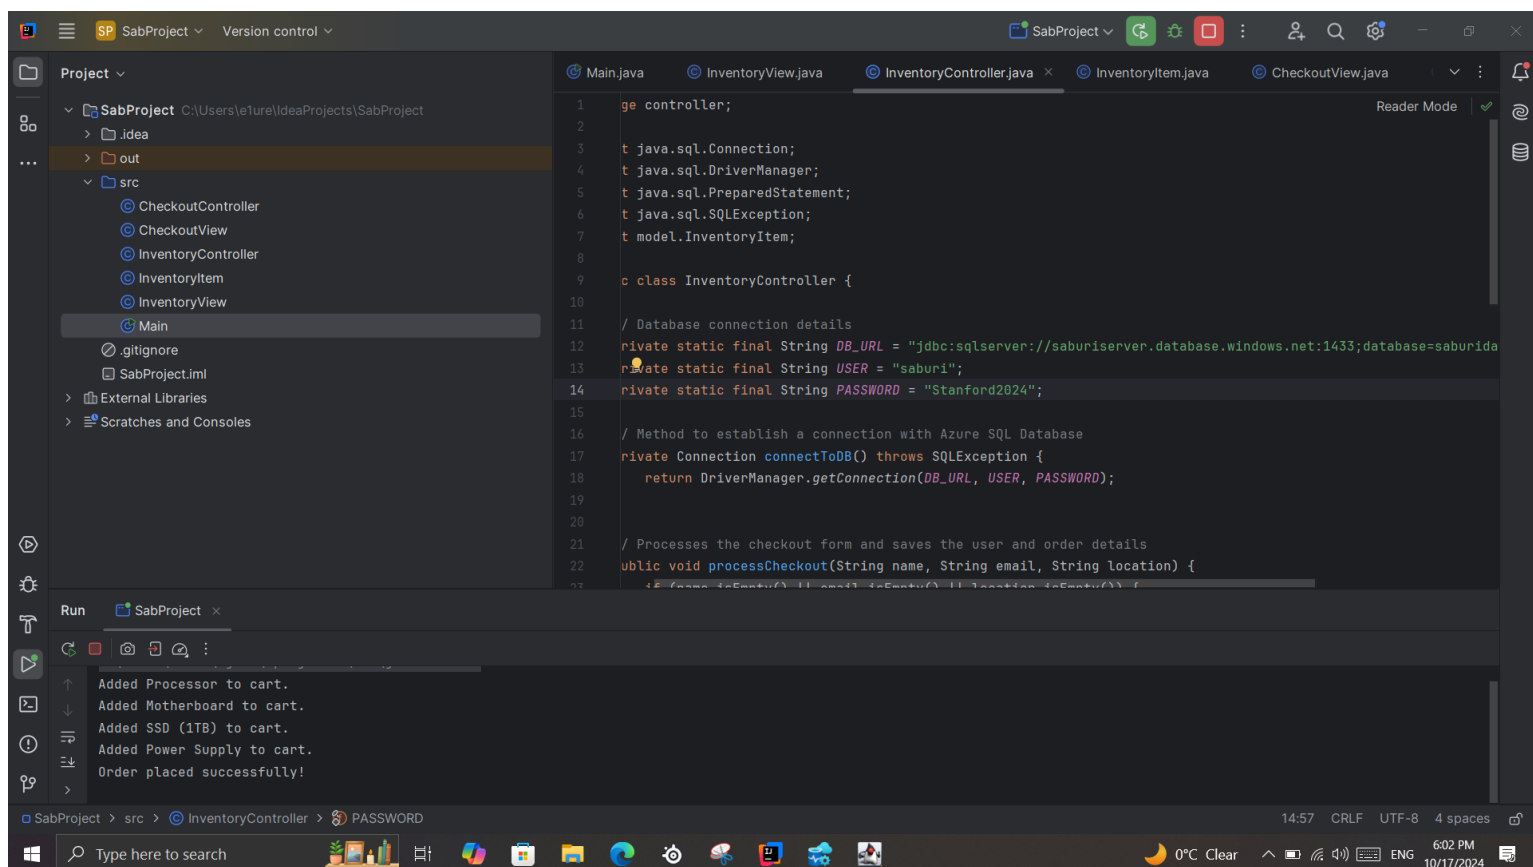 SP SabProject Version control SabProject
Project
Main.java InventoryView.java InventoryController.java InventoryItem.java CheckoutView.java
SabProject C:\Users\e1ure\IdeaProjects\SabProject
.idea
out
src
CheckoutController
CheckoutView
InventoryController
InventoryItem
InventoryView
Main
.gitignore
SabProject.iml
External Libraries
Scratches and Consoles
Reader Mode
1 ge controller;
2
3 t java.sql.Connection;
4 t java.sql.DriverManager;
5 t java.sql.PreparedStatement;
6 t java.sql.SQLException;
7 t model.InventoryItem;
8
9 c class InventoryController {
10
11 / Database connection details
12 rivate static final String DB_URL = "jdbc:sqlserver://saburiserver.database.windows.net:1433;database=saburida
13 rivate static final String USER = "saburi";
14 rivate static final String PASSWORD = "Stanford2024";
15
16 / Method to establish a connection with Azure SQL Database
17 rivate Connection connectToDB() throws SQLException {
18 return DriverManager.getConnection(DB_URL, USER, PASSWORD);
19
20
21 / Processes the checkout form and saves the user and order details
22 ublic void processCheckout(String name, String email, String location) {
23 if (name.isEmpty() || email.isEmpty() || location.isEmpty()) {
Run SabProject
Added Processor to cart.
Added Motherboard to cart.
Added SSD (1TB) to cart.
Added Power Supply to cart.
Order placed successfully!
SabProject > src > InventoryController > PASSWORD 14:57 CRLF UTF-8 4 spaces
Type here to search 0°C Clear ENG 6:02 PM
10/17/2024